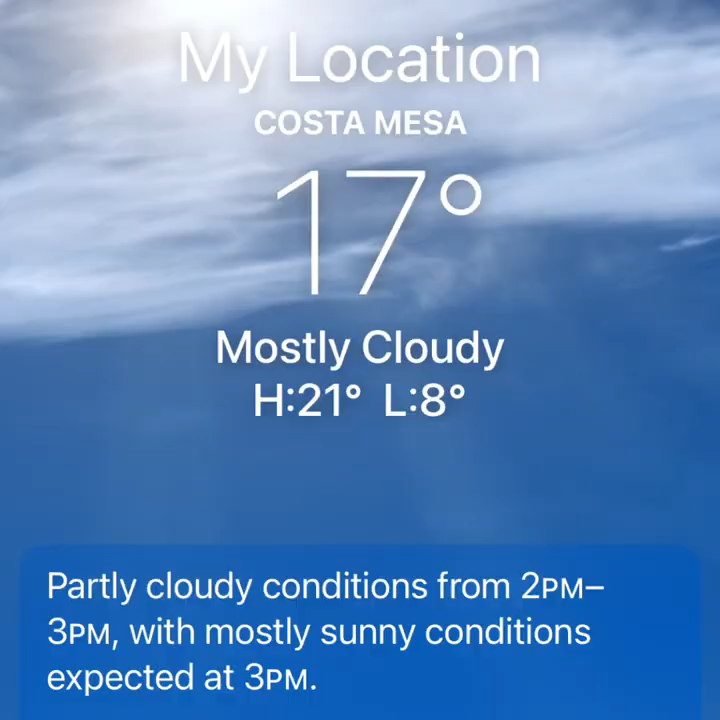 My Location
COSTA MESA
17°
Mostly Cloudy
H:21° L:8°
Partly cloudy conditions from 2PM–
3PM, with mostly sunny conditions
expected at 3PM.